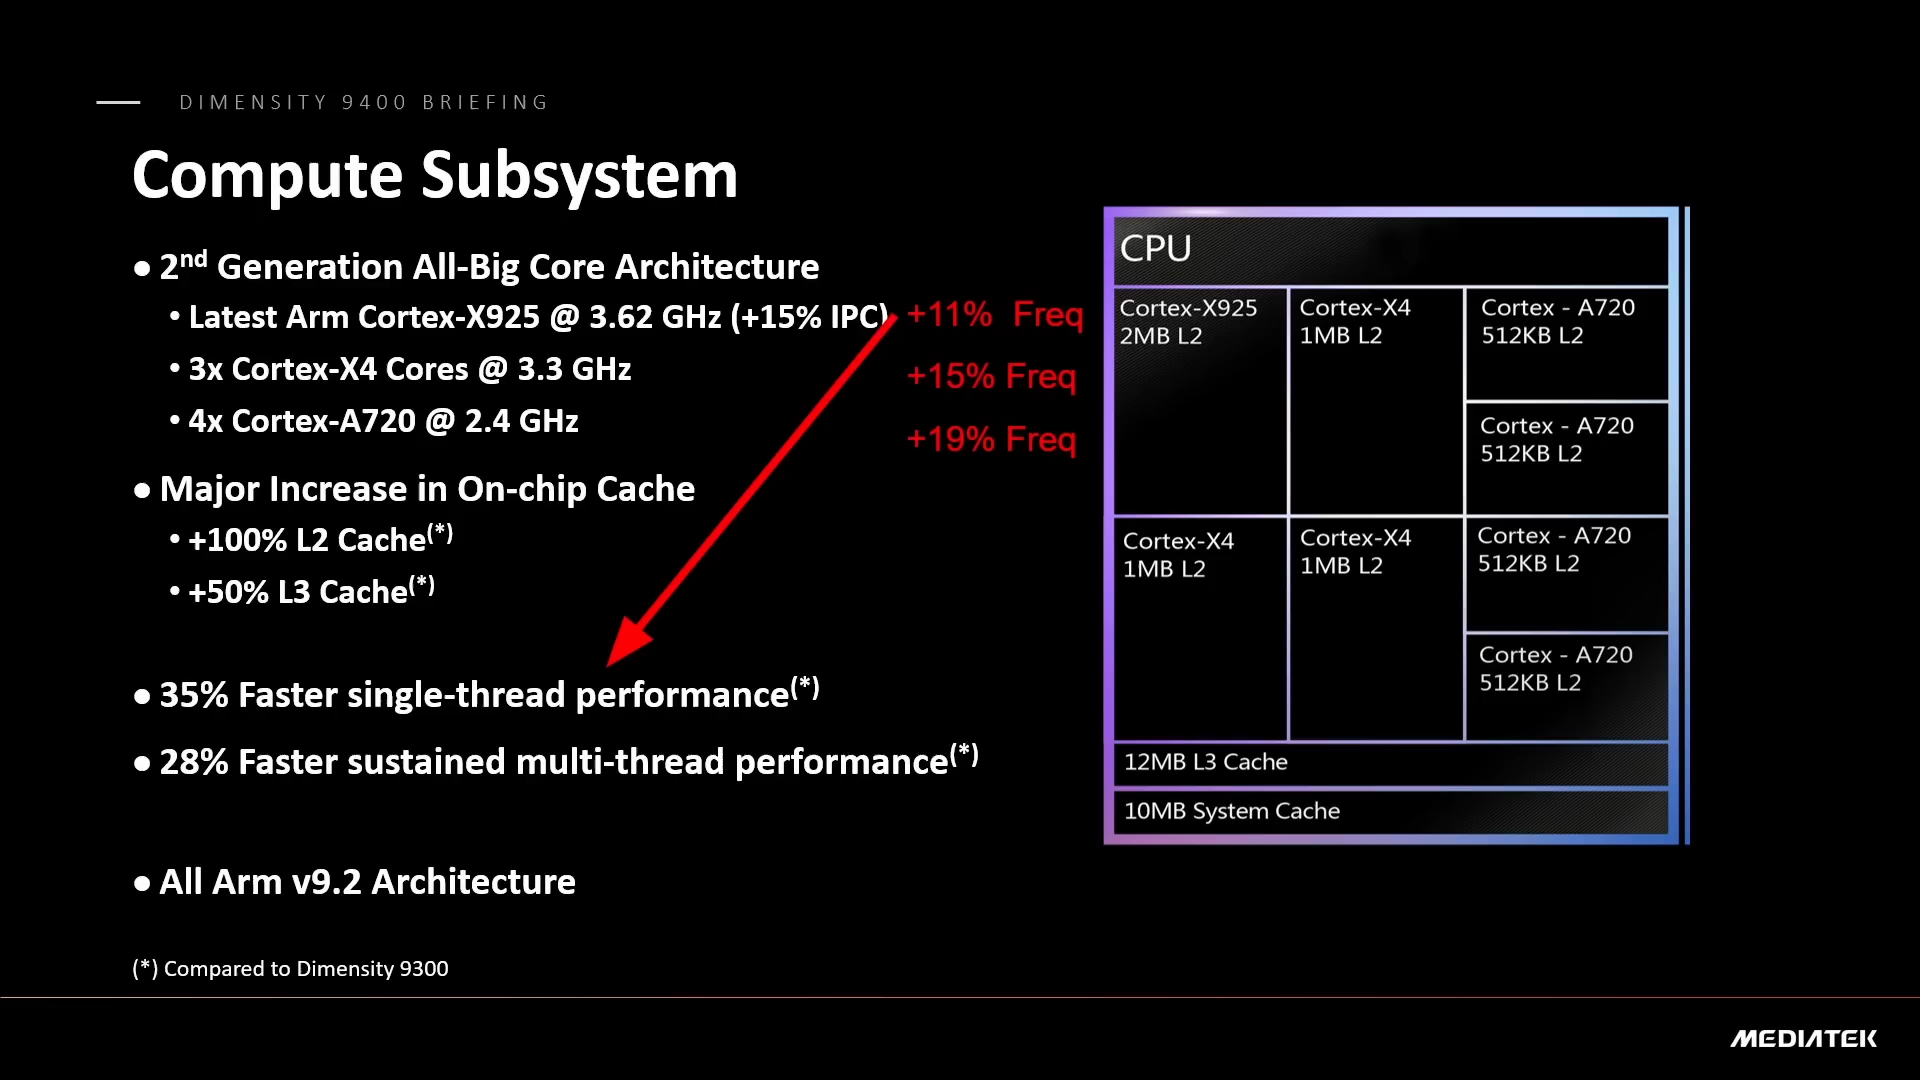 DIMENSITY 9400 BRIEFING
Compute Subsystem
● 2nd Generation All-Big Core Architecture
• Latest Arm Cortex-X925 @ 3.62 GHz (+15% IPC) +11% Freq
• 3x Cortex-X4 Cores @ 3.3 GHz +15% Freq
• 4x Cortex-A720 @ 2.4 GHz +19% Freq
● Major Increase in On-chip Cache
• +100% L2 Cache(*)
• +50% L3 Cache(*)
● 35% Faster single-thread performance(*)
● 28% Faster sustained multi-thread performance(*)
● All Arm v9.2 Architecture
(*) Compared to Dimensity 9300
CPU
Cortex-X925
2MB L2
Cortex-X4
1MB L2
Cortex - A720
512KB L2
Cortex - A720
512KB L2
Cortex-X4
1MB L2
Cortex-X4
1MB L2
Cortex - A720
512KB L2
Cortex - A720
512KB L2
12MB L3 Cache
10MB System Cache
MEDIATEK